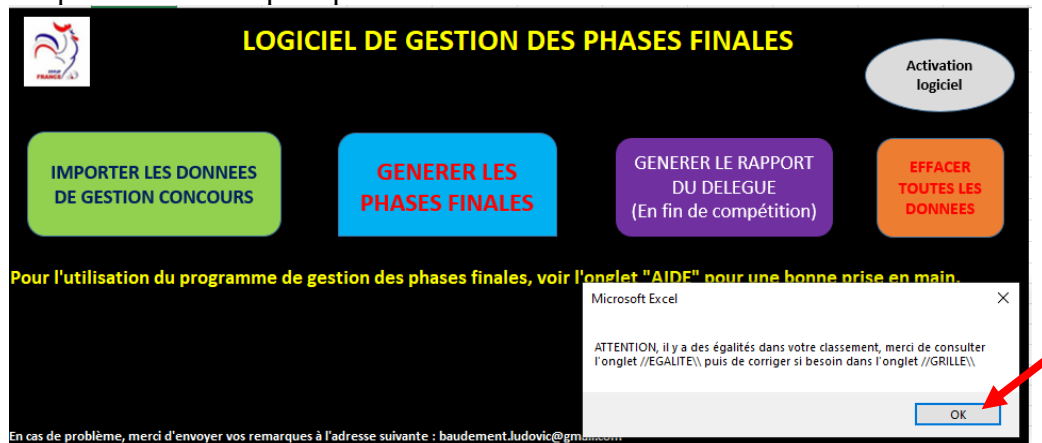 LOGICIEL DE GESTION DES PHASES FINALES
FRANCE
Activation
logiciel
IMPORTER LES DONNEES
DE GESTION CONCOURS
GENERER LES
PHASES FINALES
GENERER LE RAPPORT
DU DELEGUE
(En fin de compétition)
EFFACER
TOUTES LES
DONNEES
Pour l'utilisation du programme de gestion des phases finales, voir l'onglet "AIDE" pour une bonne prise en main.
Microsoft Excel
ATTENTION, il y a des égalités dans votre classement, merci de consulter
l'onglet //EGALITE\\ puis de corriger si besoin dans l'onglet //GRILLE\\
OK
En cas de problème, merci d'envoyer vos remarques à l'adresse suivante : baudement.ludovic@gmail.com